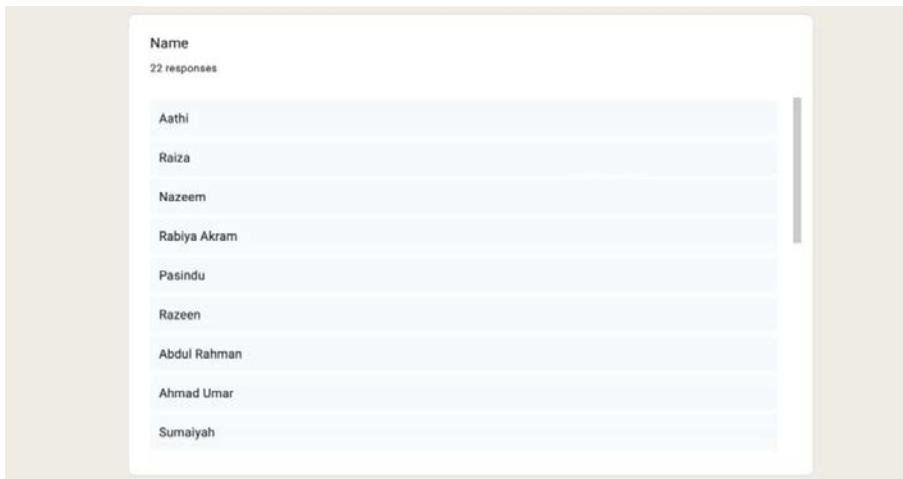 Name
22 responses
Aathi
Raiza
Nazeem
Rabiya Akram
Pasindu
Razeen
Abdul Rahman
Ahmad Umar
Sumaiyah